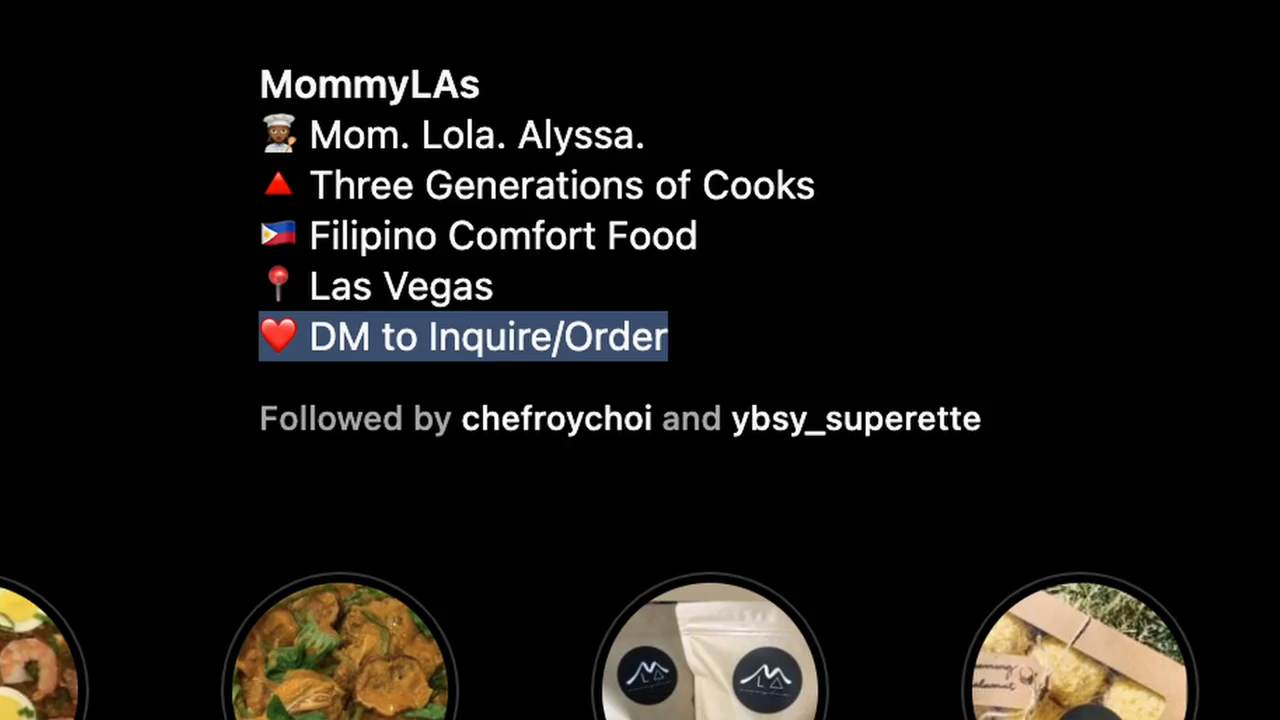 MommyLAs
👩🏾‍🍳 Mom. Lola. Alyssa.
🔺 Three Generations of Cooks
🇵🇭 Filipino Comfort Food
📍 Las Vegas
❤️ DM to Inquire/Order
Followed by chefroychoi and ybsy_superette